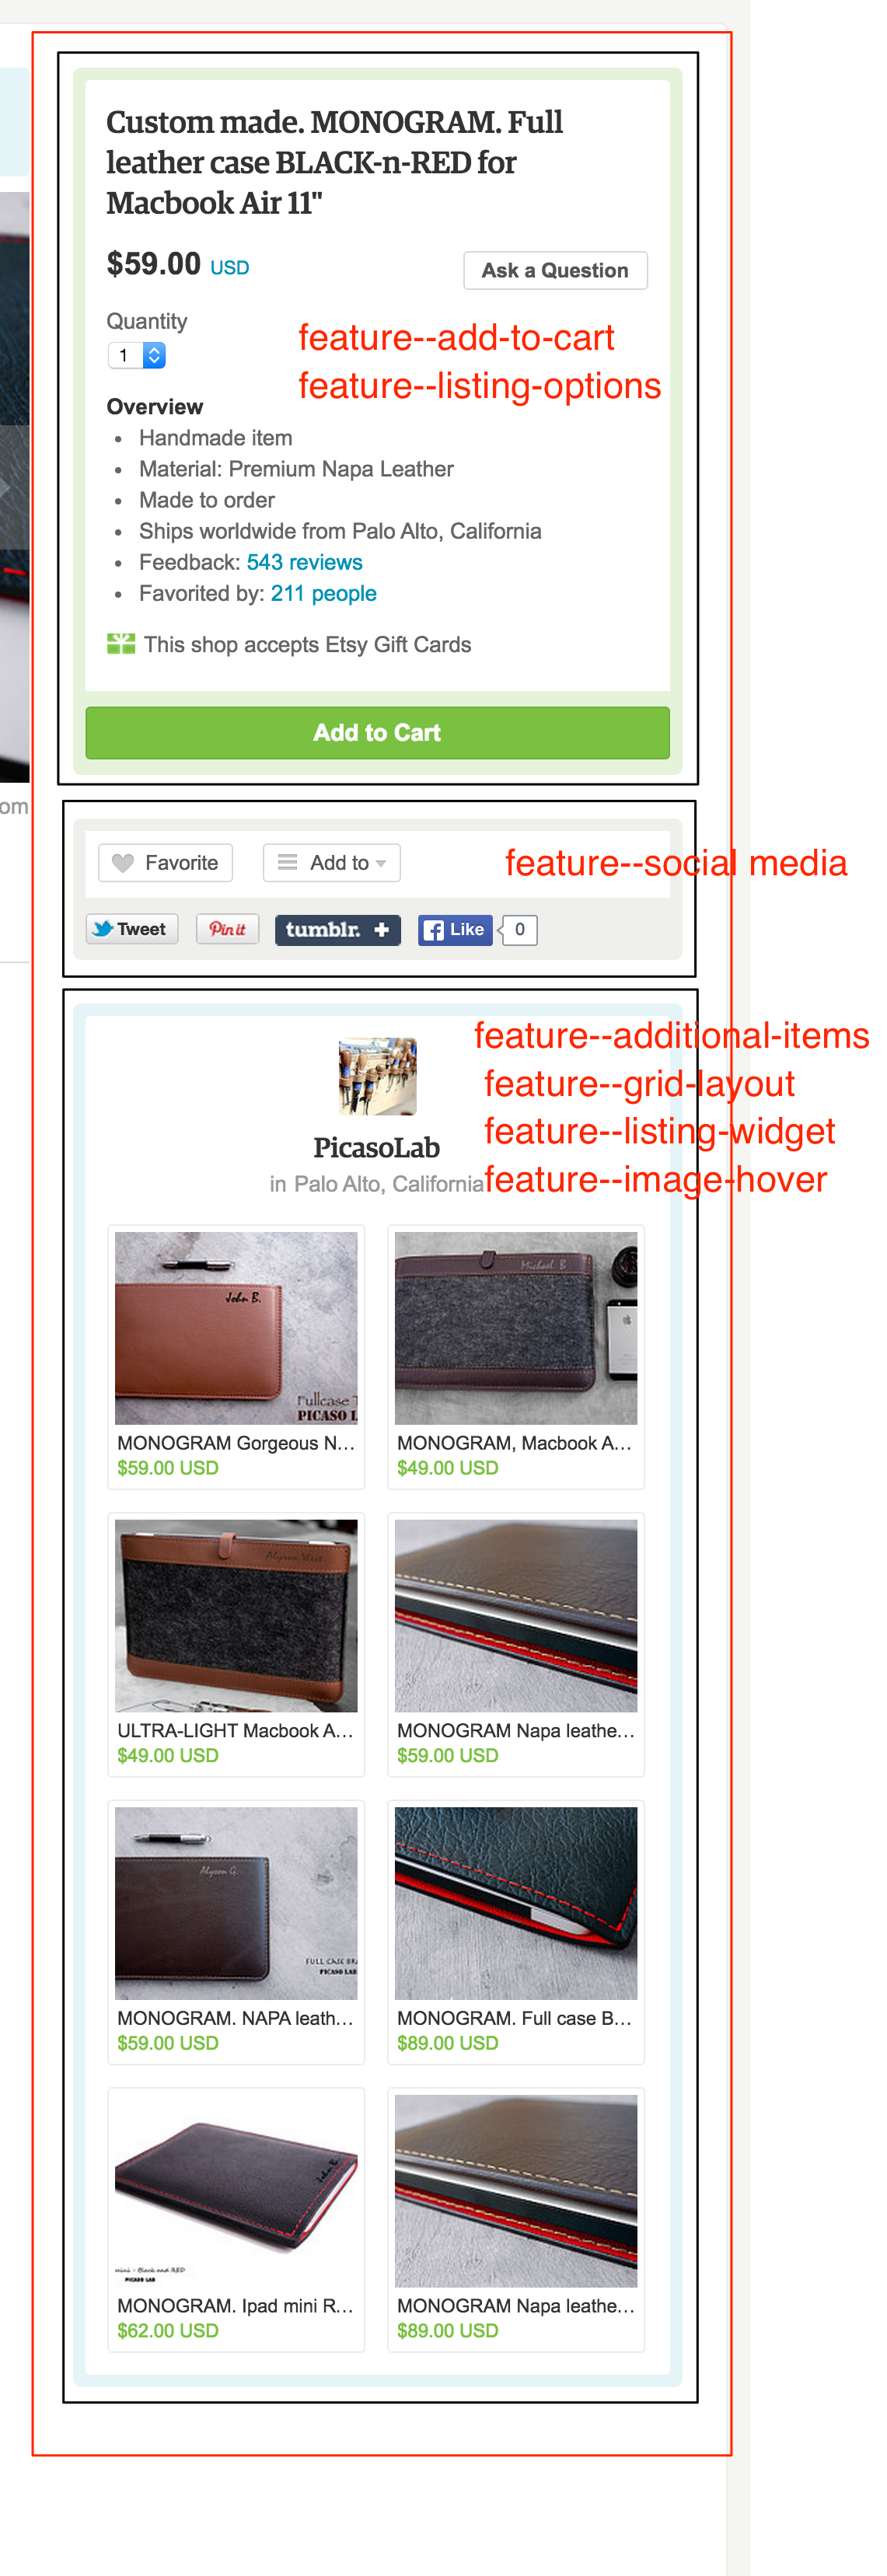 Custom made. MONOGRAM. Full
leather case BLACK-n-RED for
Macbook Air 11"
$59.00 USD
Ask a Question
Quantity
1
feature--add-to-cart
feature--listing-options
Overview
• Handmade item
• Material: Premium Napa Leather
• Made to order
• Ships worldwide from Palo Alto, California
• Feedback: 543 reviews
• Favorited by: 211 people
This shop accepts Etsy Gift Cards
Add to Cart
om
Favorite
Add to
feature--social media
Tweet
Pin it
tumblr. +
Like
0
feature--additional-items
feature--grid-layout
feature--listing-widget
feature--image-hover
PicasoLab
in Palo Alto, California
John B.
Fullcase
PICASO L
MONOGRAM Gorgeous N...
$59.00 USD
Michael B
MONOGRAM, Macbook A...
$49.00 USD
Alyson West
ULTRA-LIGHT Macbook A...
$49.00 USD
MONOGRAM Napa leathe...
$59.00 USD
Alyson G.
FULL CASE BR
PICASO LAB
MONOGRAM. NAPA leath...
$59.00 USD
MONOGRAM. Full case B...
$89.00 USD
John B.
mini - Black and RED
PICASO LAB
MONOGRAM. Ipad mini R...
$62.00 USD
MONOGRAM Napa leathe...
$89.00 USD